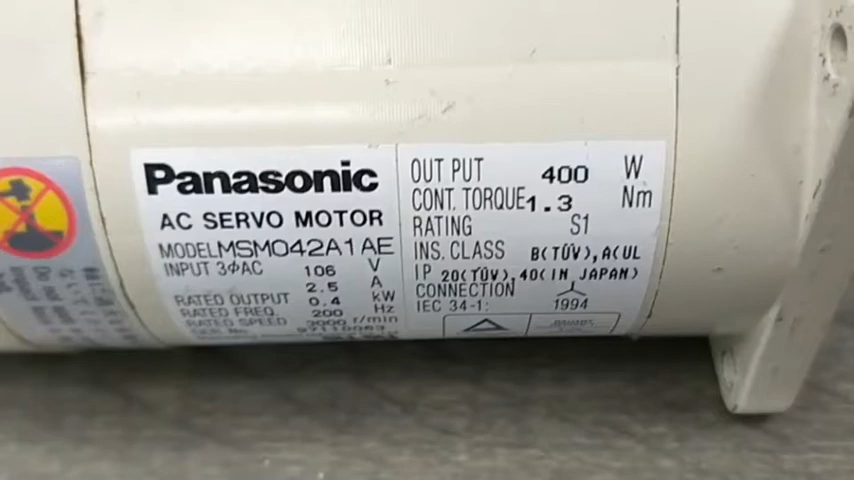 Panasonic
AC SERVO MOTOR
MODEL MSM042A1AE
INPUT 3ΦAC 106 V
2.5 A
RATED OUTPUT 0.4 kW
RATED FREQ. 200 Hz
RATED SPEED 3000 r/min
97110063
OUT PUT 400 W
CONT. TORQUE 1.3 Nm
RATING S1
INS. CLASS B(TÜV), A(UL
IP 20(TÜV), 40(IN JAPAN)
CONNECTION
IEC 34-1: 1994